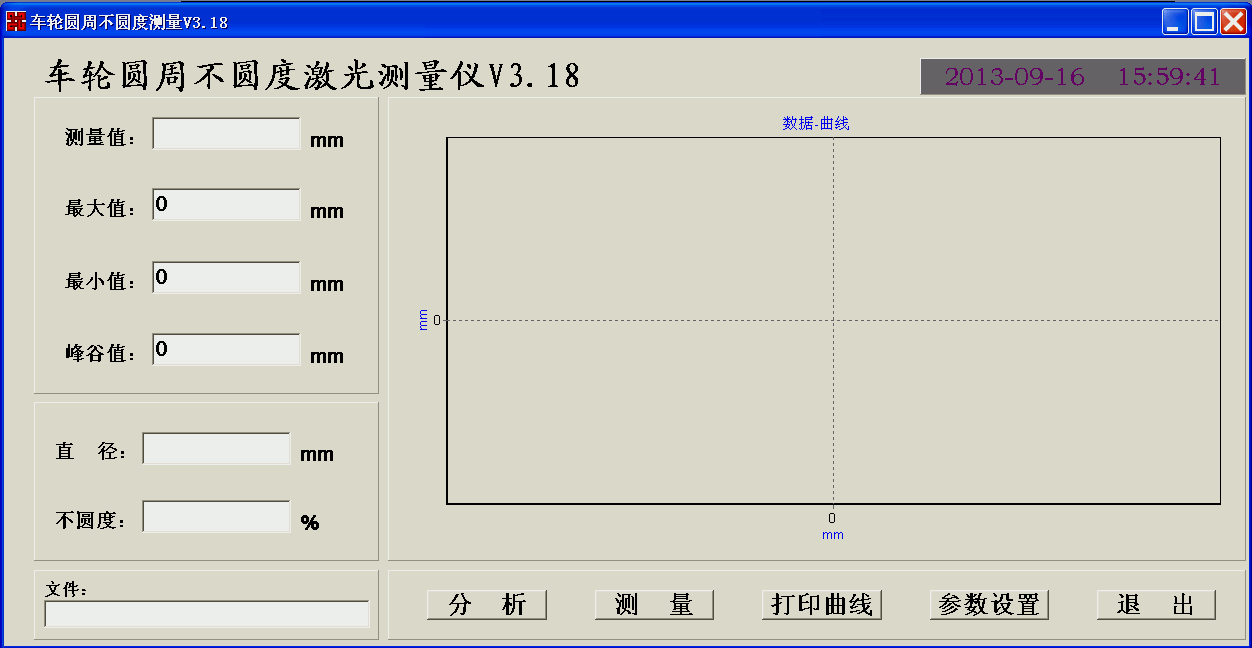 车轮圆周不圆度测量V3.18
车轮圆周不圆度激光测量仪V3.18
2013-09-16 15:59:41
测量值： mm
最大值： 0 mm
最小值： 0 mm
峰谷值： 0 mm
直 径： mm
不圆度： %
文件：
数据-曲线
mm
0
0
mm
分 析
测 量
打印曲线
参数设置
退 出